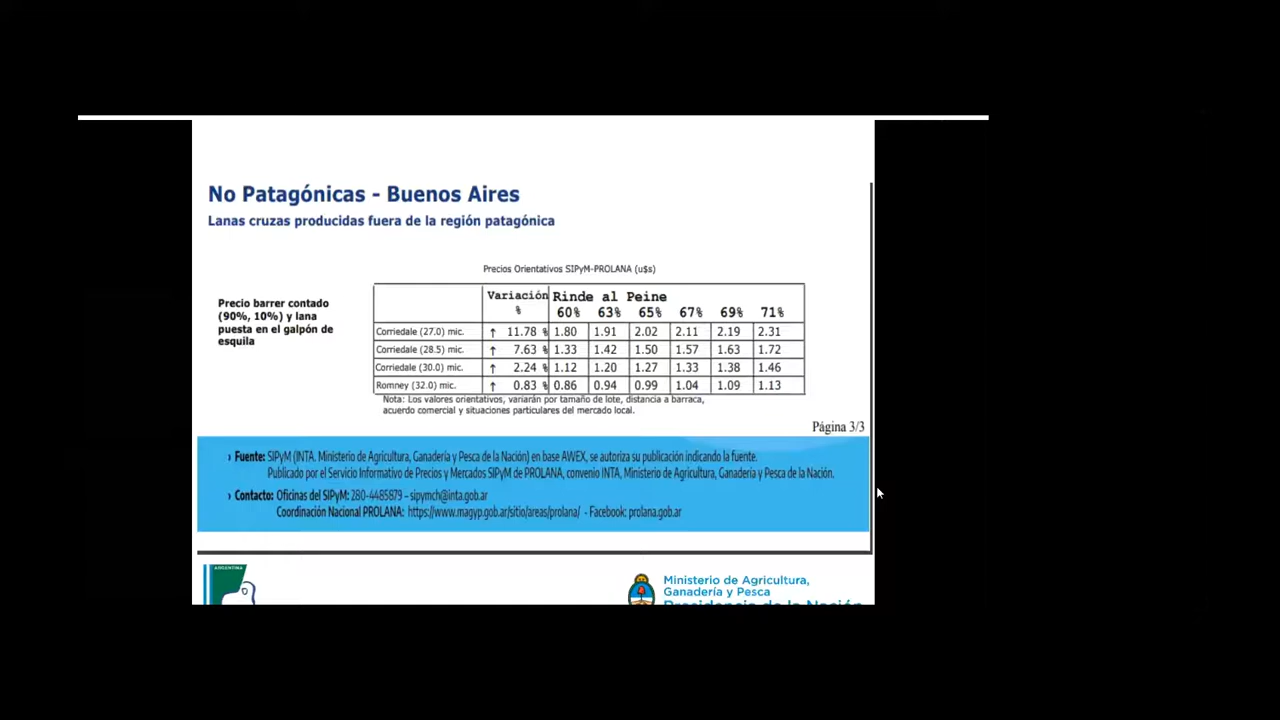 No Patagónicas - Buenos Aires
Lanas cruzas producidas fuera de la región patagónica
Precios Orientativos SIPyM-PROLANA (u$s)
Precio barrer contado
(90%, 10%) y lana
puesta en el galpón de
esquila
Variación % Rinde al Peine
60% 63% 65% 67% 69% 71%
Corriedale (27.0) mic. ↑ 11.78 % 1.80 1.91 2.02 2.11 2.19 2.31
Corriedale (28.5) mic. ↑ 7.63 % 1.33 1.42 1.50 1.57 1.63 1.72
Corriedale (30.0) mic. ↑ 2.24 % 1.12 1.20 1.27 1.33 1.38 1.46
Romney (32.0) mic. ↑ 0.83 % 0.86 0.94 0.99 1.04 1.09 1.13
Nota: Los valores orientativos, variarán por tamaño de lote, distancia a barraca,
acuerdo comercial y situaciones particulares del mercado local.
Página 3/3
› Fuente: SIPyM (INTA. Ministerio de Agricultura, Ganadería y Pesca de la Nación) en base AWEX, se autoriza su publicación indicando la fuente.
Publicado por el Servicio Informativo de Precios y Mercados SIPyM de PROLANA, convenio INTA, Ministerio de Agricultura, Ganadería y Pesca de la Nación.
› Contacto: Oficinas del SIPyM: 280-4485879 – sipymch@inta.gob.ar
Coordinación Nacional PROLANA: https://www.magyp.gob.ar/sitio/areas/prolana/ - Facebook: prolana.gob.ar
ARGENTINA
Ministerio de Agricultura,
Ganadería y Pesca
Presidencia de la Nación